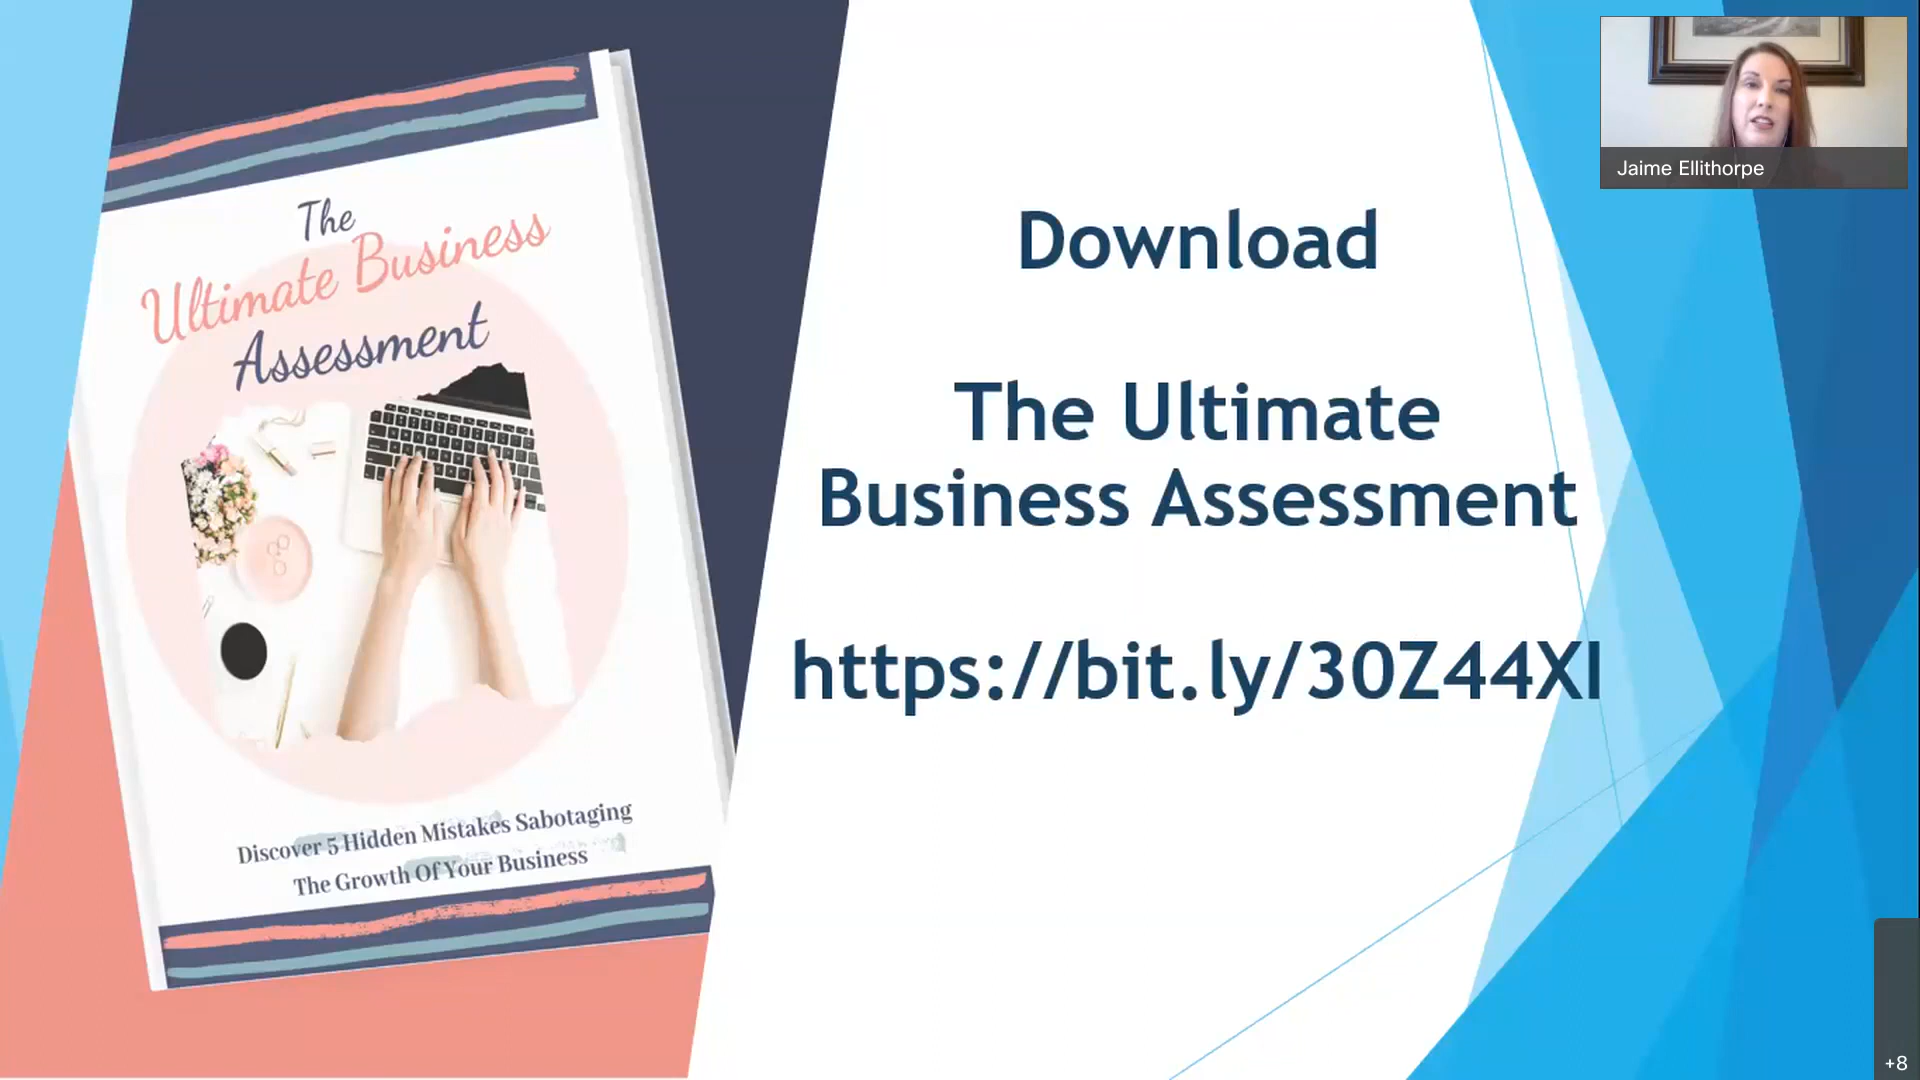 The
Ultimate Business
Assessment
Discover 5 Hidden Mistakes Sabotaging
The Growth Of Your Business
Download
The Ultimate
Business Assessment
https://bit.ly/30Z44XI
Jaime Ellithorpe
+8